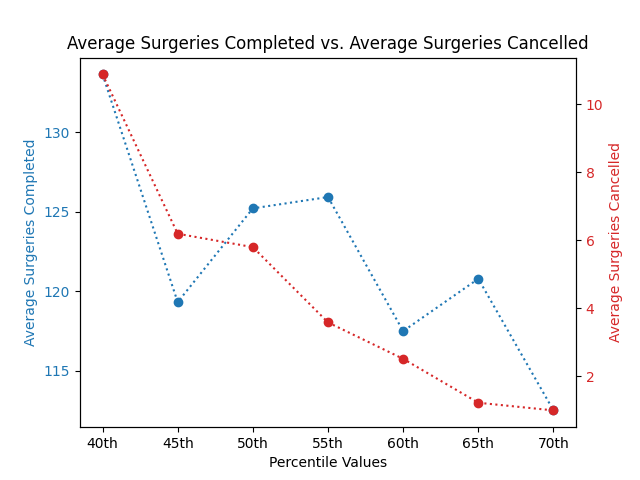 Average Surgeries Completed vs. Average Surgeries Cancelled
Average Surgeries Completed
130
125
120
115
10
8
6
4
2
Average Surgeries Cancelled
40th 45th 50th 55th 60th 65th 70th
Percentile Values